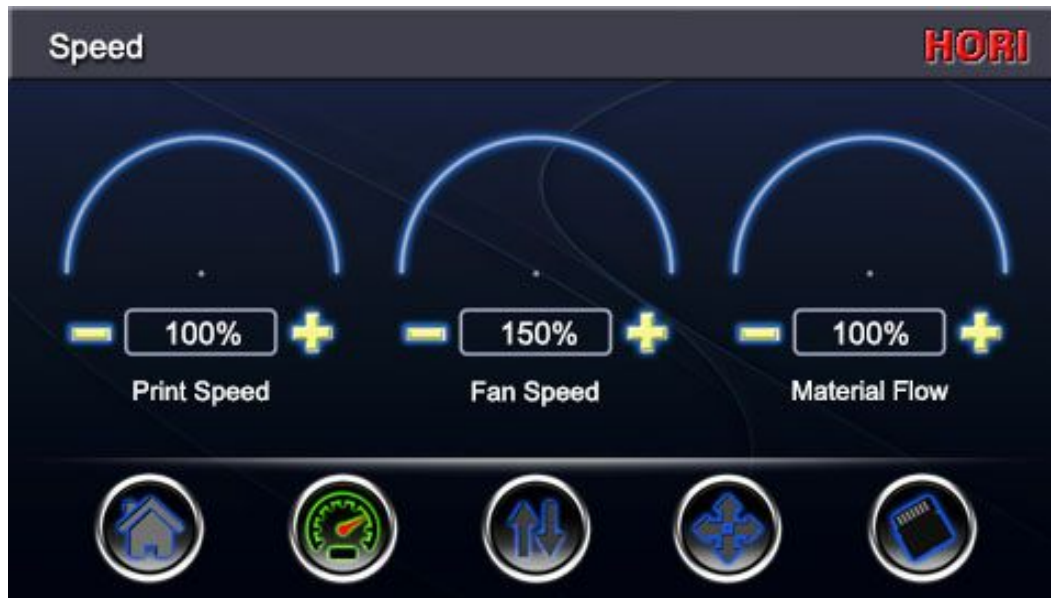 Speed
HORI
100%
150%
100%
Print Speed
Fan Speed
Material Flow